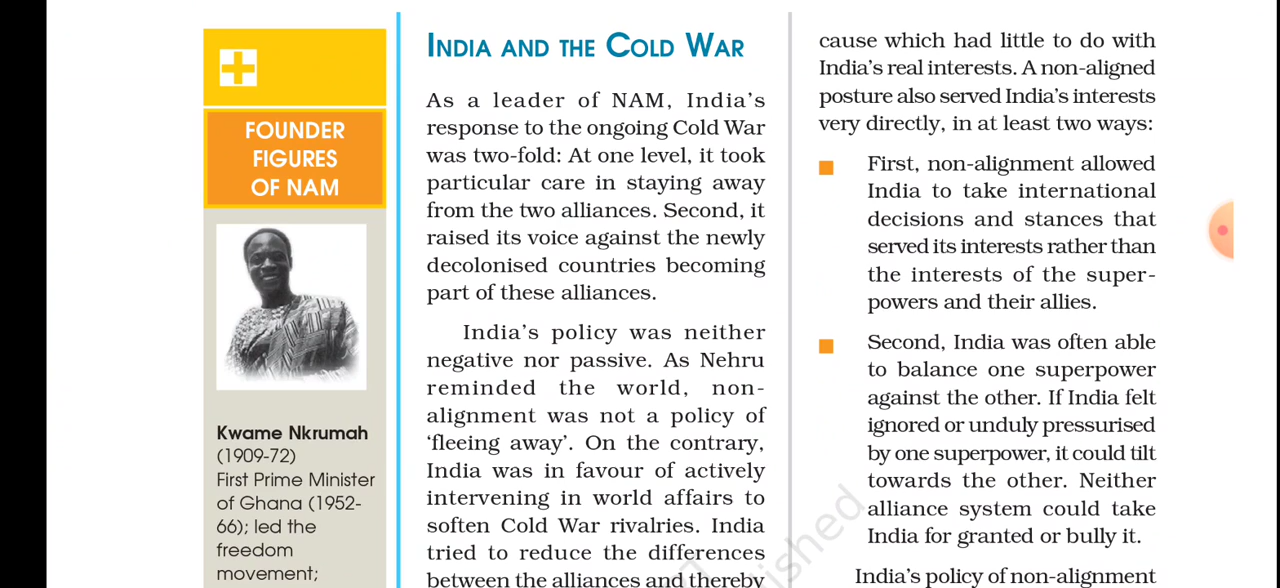 FOUNDER
FIGURES
OF NAM
Kwame Nkrumah
(1909-72)
First Prime Minister
of Ghana (1952-
66); led the
freedom
movement;
INDIA AND THE COLD WAR
As a leader of NAM, India's
response to the ongoing Cold War
was two-fold: At one level, it took
particular care in staying away
from the two alliances. Second, it
raised its voice against the newly
decolonised countries becoming
part of these alliances.
India's policy was neither
negative nor passive. As Nehru
reminded the world, non-
alignment was not a policy of
‘fleeing away’. On the contrary,
India was in favour of actively
intervening in world affairs to
soften Cold War rivalries. India
tried to reduce the differences
between the alliances and thereby
cause which had little to do with
India's real interests. A non-aligned
posture also served India's interests
very directly, in at least two ways:
First, non-alignment allowed
India to take international
decisions and stances that
served its interests rather than
the interests of the super-
powers and their allies.
Second, India was often able
to balance one superpower
against the other. If India felt
ignored or unduly pressurised
by one superpower, it could tilt
towards the other. Neither
alliance system could take
India for granted or bully it.
India's policy of non-alignment